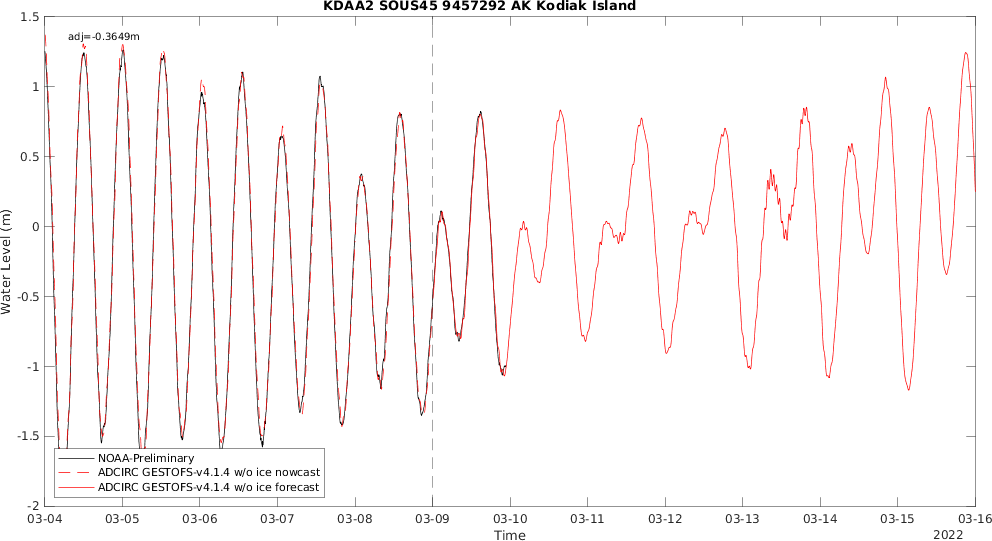 KDAA2 SOUS45 9457292 AK Kodiak Island
adj=-0.3649m
1.5
1
0.5
0
-0.5
-1
-1.5
-2
Water Level (m)
NOAA-Preliminary
ADCIRC GESTOFS-v4.1.4 w/o ice nowcast
ADCIRC GESTOFS-v4.1.4 w/o ice forecast
03-04 03-05 03-06 03-07 03-08 03-09 03-10 03-11 03-12 03-13 03-14 03-15 03-16
Time
2022